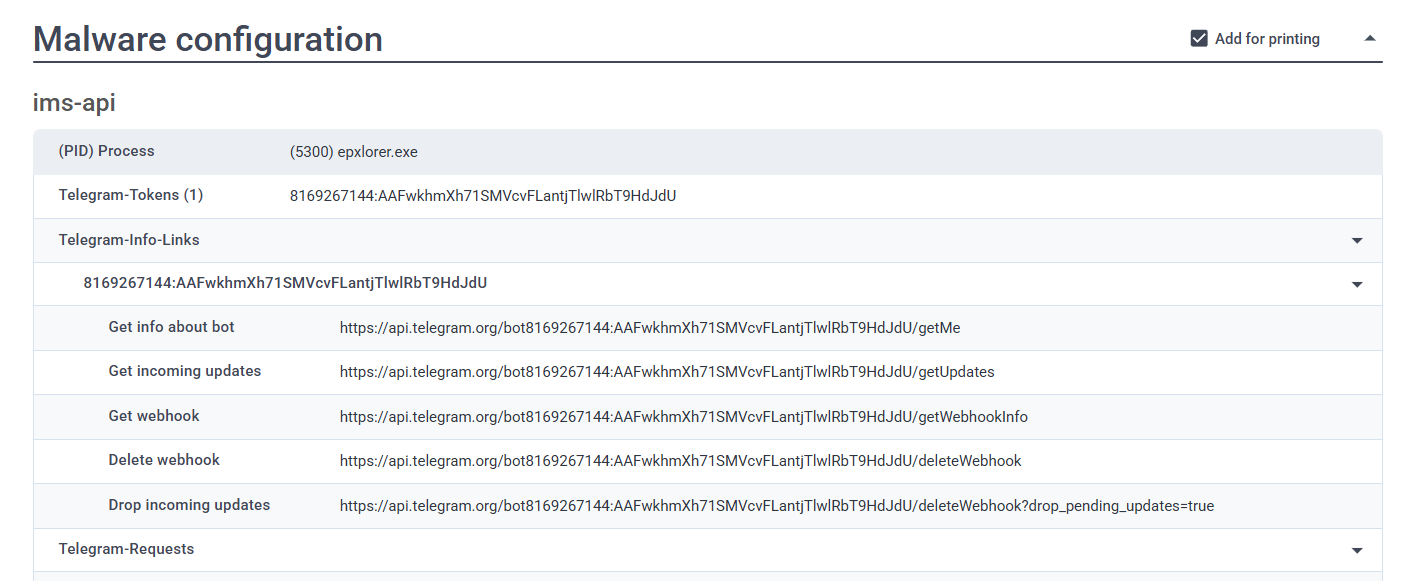 Malware configuration
Add for printing
ims-api
(PID) Process (5300) epxlorer.exe
Telegram-Tokens (1) 8169267144:AAFwkhmXh71SMVcvFLantjTlwlRbT9HdJdU
Telegram-Info-Links
8169267144:AAFwkhmXh71SMVcvFLantjTlwlRbT9HdJdU
Get info about bot https://api.telegram.org/bot8169267144:AAFwkhmXh71SMVcvFLantjTlwlRbT9HdJdU/getMe
Get incoming updates https://api.telegram.org/bot8169267144:AAFwkhmXh71SMVcvFLantjTlwlRbT9HdJdU/getUpdates
Get webhook https://api.telegram.org/bot8169267144:AAFwkhmXh71SMVcvFLantjTlwlRbT9HdJdU/getWebhookInfo
Delete webhook https://api.telegram.org/bot8169267144:AAFwkhmXh71SMVcvFLantjTlwlRbT9HdJdU/deleteWebhook
Drop incoming updates https://api.telegram.org/bot8169267144:AAFwkhmXh71SMVcvFLantjTlwlRbT9HdJdU/deleteWebhook?drop_pending_updates=true
Telegram-Requests